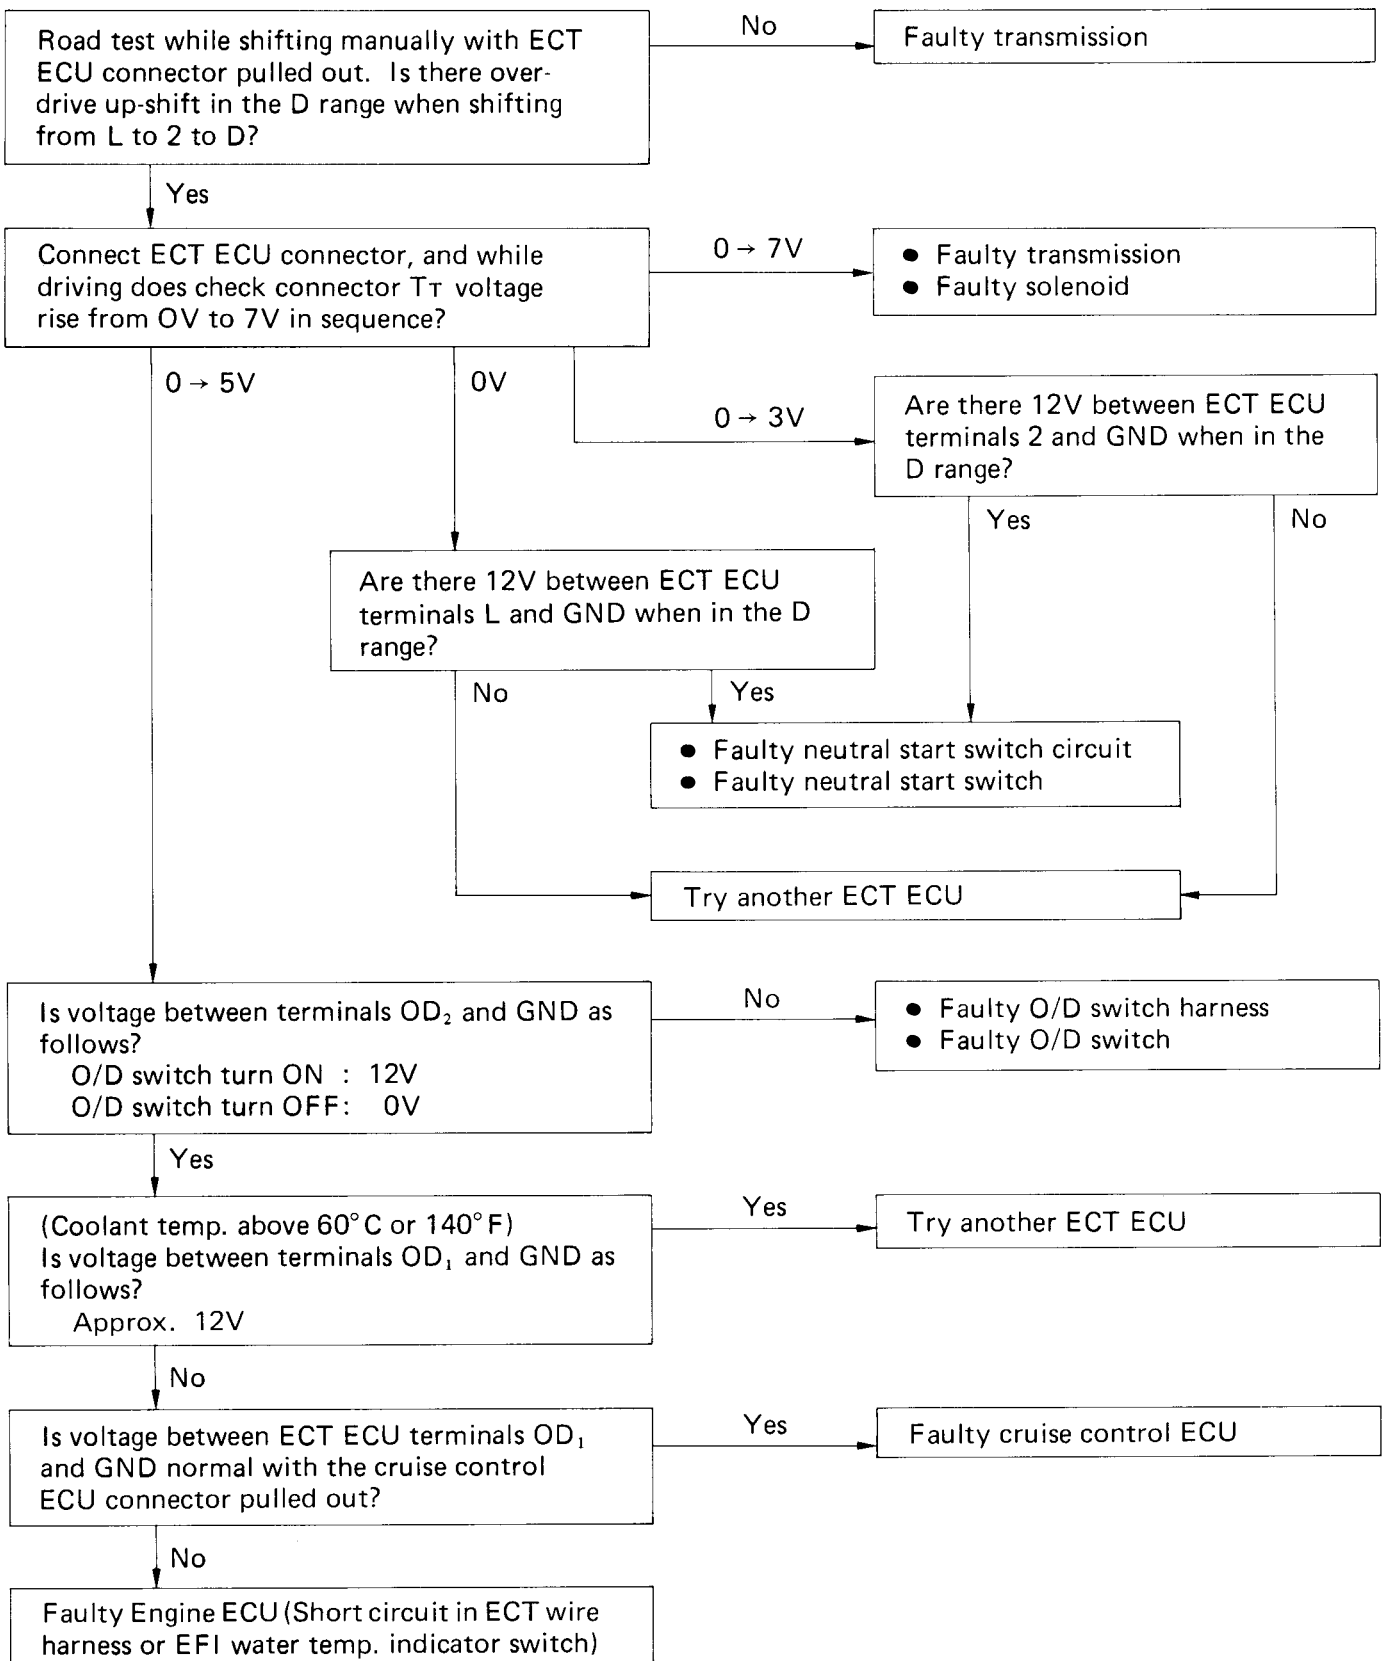 Road test while shifting manually with ECT
ECU connector pulled out. Is there over-
drive up-shift in the D range when shifting
from L to 2 to D?
No
Faulty transmission
Yes
Connect ECT ECU connector, and while
driving does check connector TT voltage
rise from 0V to 7V in sequence?
0 → 7V
● Faulty transmission
● Faulty solenoid
0 → 5V
0V
0 → 3V
Are there 12V between ECT ECU
terminals 2 and GND when in the
D range?
Yes
No
Are there 12V between ECT ECU
terminals L and GND when in the D
range?
No
Yes
● Faulty neutral start switch circuit
● Faulty neutral start switch
Try another ECT ECU
Is voltage between terminals OD₂ and GND as
follows?
O/D switch turn ON : 12V
O/D switch turn OFF: 0V
No
● Faulty O/D switch harness
● Faulty O/D switch
Yes
(Coolant temp. above 60°C or 140°F)
Is voltage between terminals OD₁ and GND as
follows?
Approx. 12V
Yes
Try another ECT ECU
No
Is voltage between ECT ECU terminals OD₁
and GND normal with the cruise control
ECU connector pulled out?
Yes
Faulty cruise control ECU
No
Faulty Engine ECU (Short circuit in ECT wire
harness or EFI water temp. indicator switch)